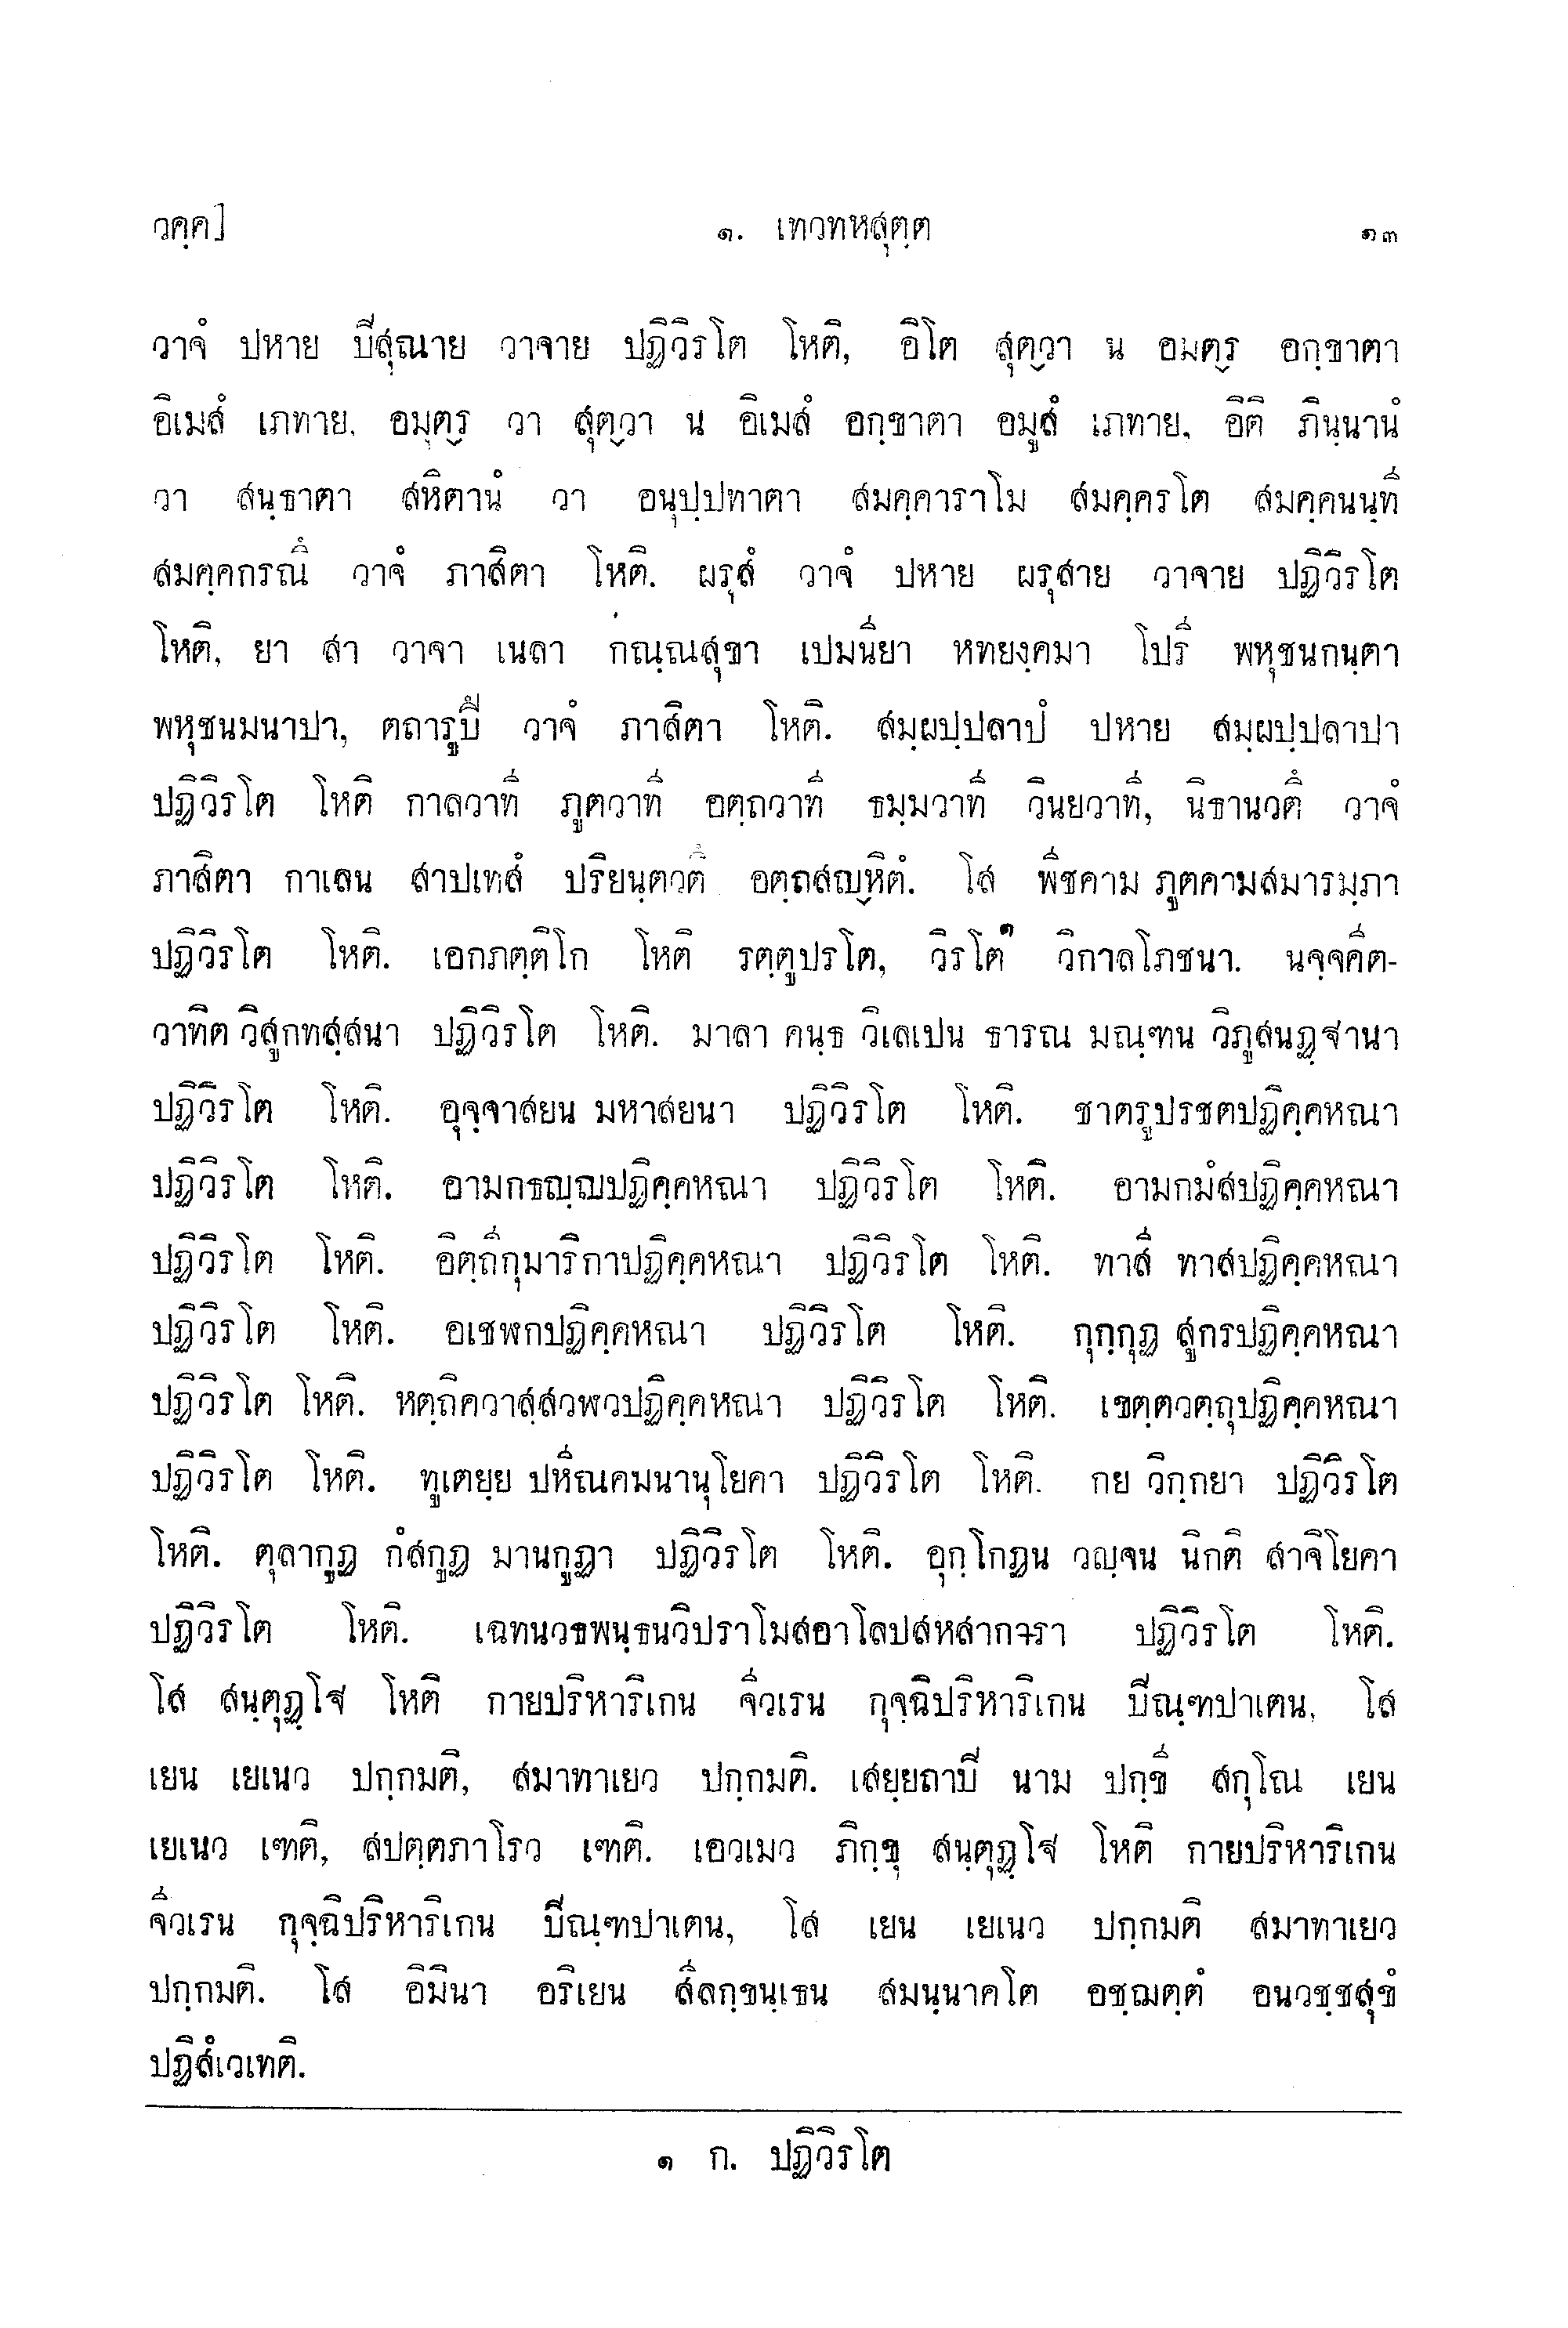 วคฺค] ๑. เทวทหสุตฺต ๑๓
วาจํ ปหาย ปิสุณาย วาจาย ปฏิวิรโต โหติ, อิโต สุตฺวา น อมตฺร อกฺขาตา
อิเมสํ เภทาย, อมุตฺร วา สุตฺวา น อิเมสํ อกฺขาตา อมูสํ เภทาย, อิติ ภินฺนานํ
วา สนฺธาตา สหิตานํ วา อนุปฺปทาตา สมคฺคาราโม สมคฺครโต สมคฺคนนฺที
สมคฺคกรณึ วาจํ ภาสิตา โหติ. ผรุสํ วาจํ ปหาย ผรุสาย วาจาย ปฏิวิรโต
โหติ, ยา สา วาจา เนลา กณฺณสุขา เปมนียา หทยงฺคมา โปรี พหุชนกนฺตา
พหุชนมนาปา, ตถารูปึ วาจํ ภาสิตา โหติ. สมฺผปฺปลาปํ ปหาย สมฺผปฺปลาปา
ปฏิวิรโต โหติ กาลวาที ภูตวาที อตฺถวาที ธมฺมวาที วินยวาที, นิธานวตึ วาจํ
ภาสิตา กาเลน สาปเทสํ ปริยนฺตวตึ อตฺถสญฺหิตํ. โส พีชคาม ภูตคามสมารมฺภา
ปฏิวิรโต โหติ. เอกภตฺติโก โหติ รตฺตูปรโต, วิรโต๑ วิกาลโภชนา. นจฺจคีต-
วาทิต วิสูกทสฺสนา ปฏิวิรโต โหติ. มาลา คนฺธ วิเลเปน ธารณ มณฺฑน วิภูสนฏฺฐานา
ปฏิวิรโต โหติ. อุจฺจาสยน มหาสยนา ปฏิวิรโต โหติ. ชาตรูปรชตปฏิคฺคหณา
ปฏิวิรโต โหติ. อามกธญฺญปฏิคฺคหณา ปฏิวิรโต โหติ. อามกมํสปฏิคฺคหณา
ปฏิวิรโต โหติ. อิตฺถีกุมาริกาปฏิคฺคหณา ปฏิวิรโต โหติ. ทาสี ทาสปฏิคฺคหณา
ปฏิวิรโต โหติ. อเชฬกปฏิคฺคหณา ปฏิวิรโต โหติ. กุกฺกุฏ สูกรปฏิคฺคหณา
ปฏิวิรโต โหติ. หตฺถิควาสฺสวฬวปฏิคฺคหณา ปฏิวิรโต โหติ. เขตฺตวตฺถุปฏิคฺคหณา
ปฏิวิรโต โหติ. ทูเตยฺย ปหีณคมนานุโยคา ปฏิวิรโต โหติ. กย วิกฺกยา ปฏิวิรโต
โหติ. ตุลากูฏ กํสกูฏ มานกูฏา ปฏิวิรโต โหติ. อุกฺโกฏน วญฺจน นิกติ สาจิโยคา
ปฏิวิรโต โหติ. เฉทนวธพนฺธนวิปราโมสอาโลปสหสาการา ปฏิวิรโต โหติ.
โส สนฺตุฏฺโฐ โหติ กายปริหาริเกน จีวเรน กุจฺฉิปริหาริเกน ปิณฺฑปาเตน, โส
เยน เยเนว ปกฺกมติ, สมาทาเยว ปกฺกมติ. เสยฺยถาปิ นาม ปกฺขี สกุโณ เยน
เยเนว เฑติ, สปตฺตภาโรว เฑติ. เอวเมว ภิกฺขุ สนฺตุฏฺโฐ โหติ กายปริหาริเกน
จีวเรน กุจฺฉิปริหาริเกน ปิณฺฑปาเตน, โส เยน เยเนว ปกฺกมติ สมาทาเยว
ปกฺกมติ. โส อิมินา อริเยน สีลกฺขนฺเธน สมนฺนาคโต อชฺฌตฺตํ อนวชฺชสุขํ
ปฏิสํเวเทติ.
๑ ก. ปฏิวิรโต